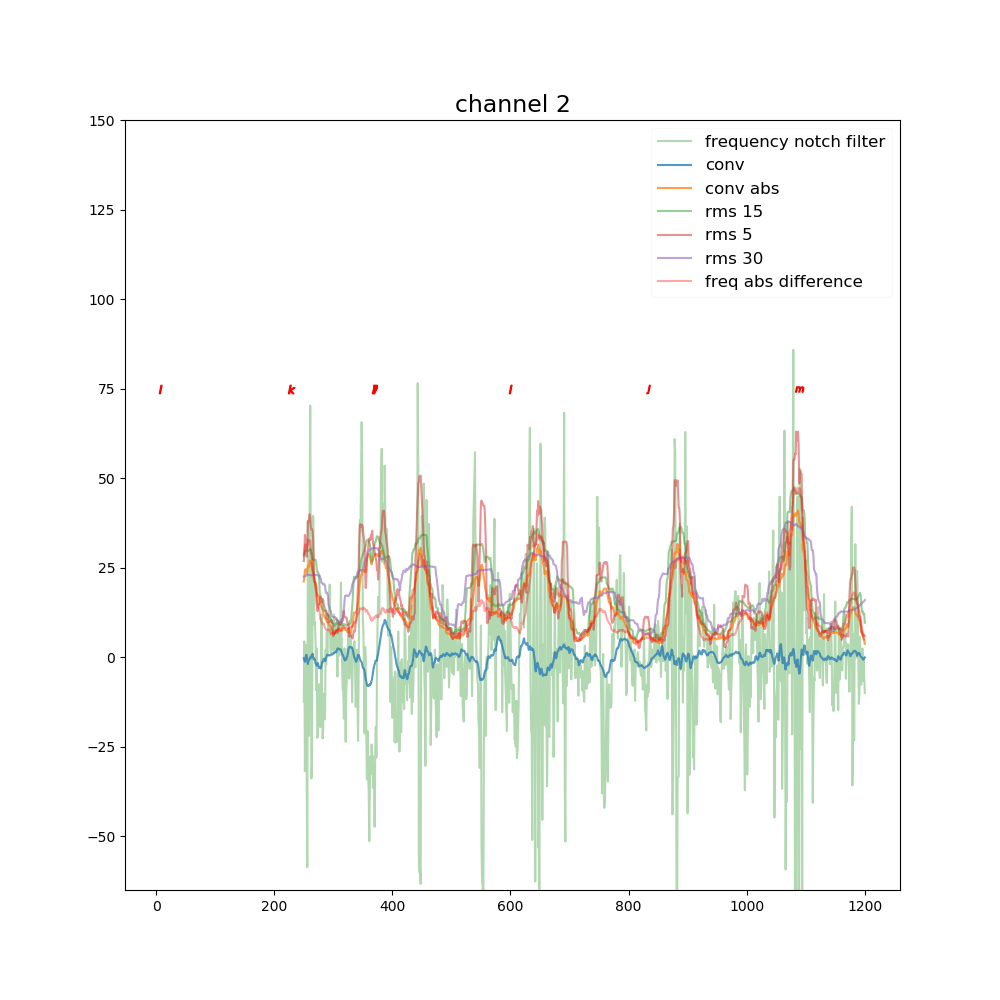 channel 2
150
125
100
75
50
25
0
−25
−50
frequency notch filter
conv
conv abs
rms 15
rms 5
rms 30
freq abs difference
l k l J m
0 200 400 600 800 1000 1200